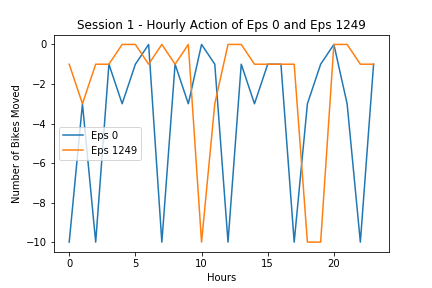 Session 1 - Hourly Action of Eps 0 and Eps 1249
Number of Bikes Moved
0
−2
−4
−6
−8
−10
Eps 0
Eps 1249
0
5
10
15
20
Hours